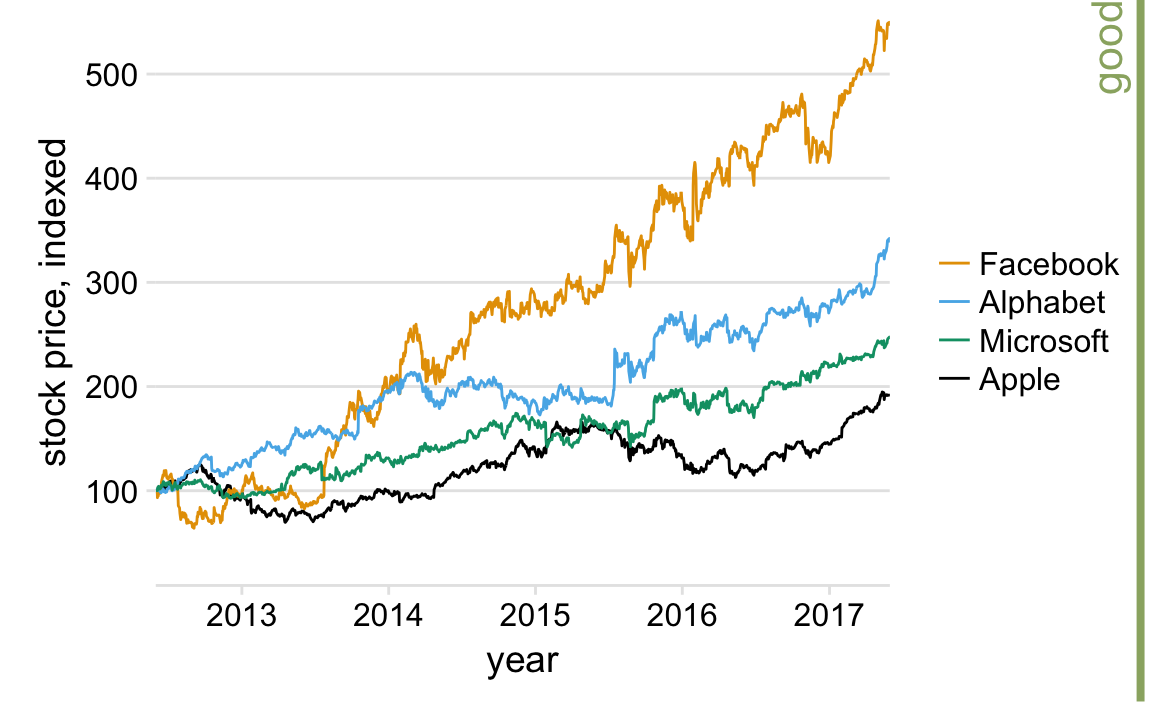 good
500
400
300
200
100
stock price, indexed
Facebook
Alphabet
Microsoft
Apple
2013 2014 2015 2016 2017
year